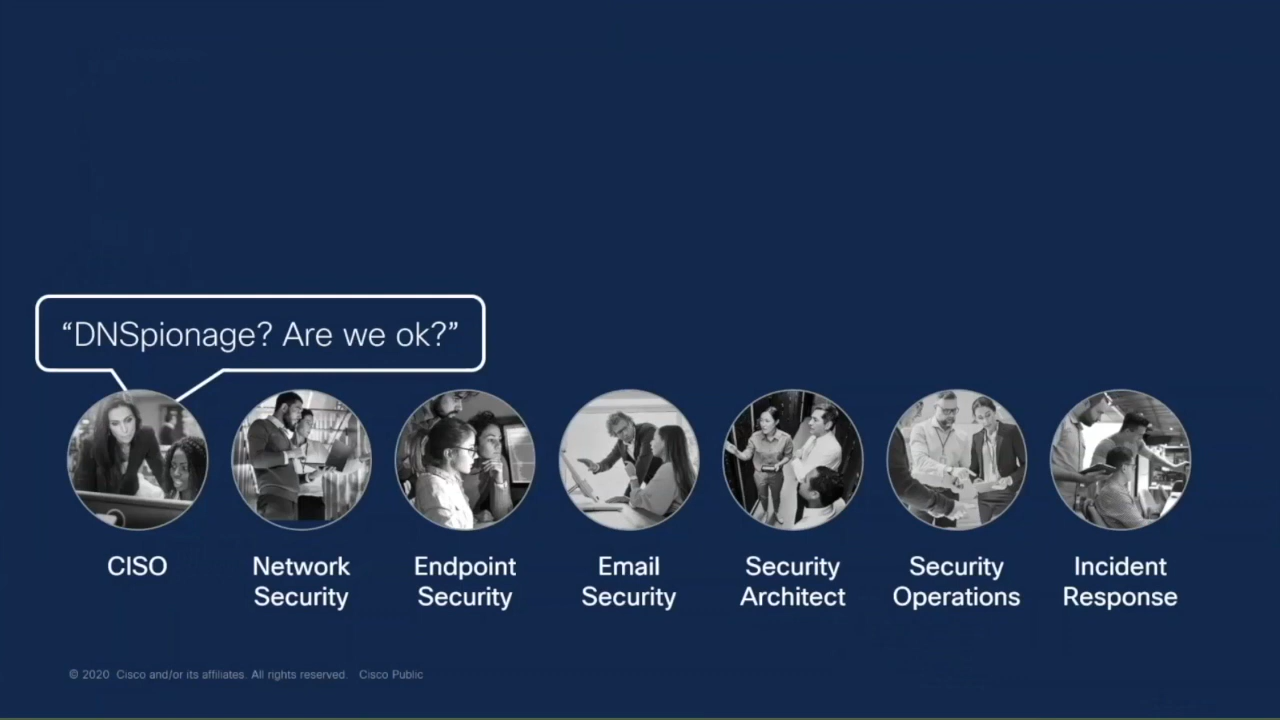 “DNSpionage? Are we ok?”
CISO
Network
Security
Endpoint
Security
Email
Security
Security
Architect
Security
Operations
Incident
Response
© 2020 Cisco and/or its affiliates. All rights reserved. Cisco Public